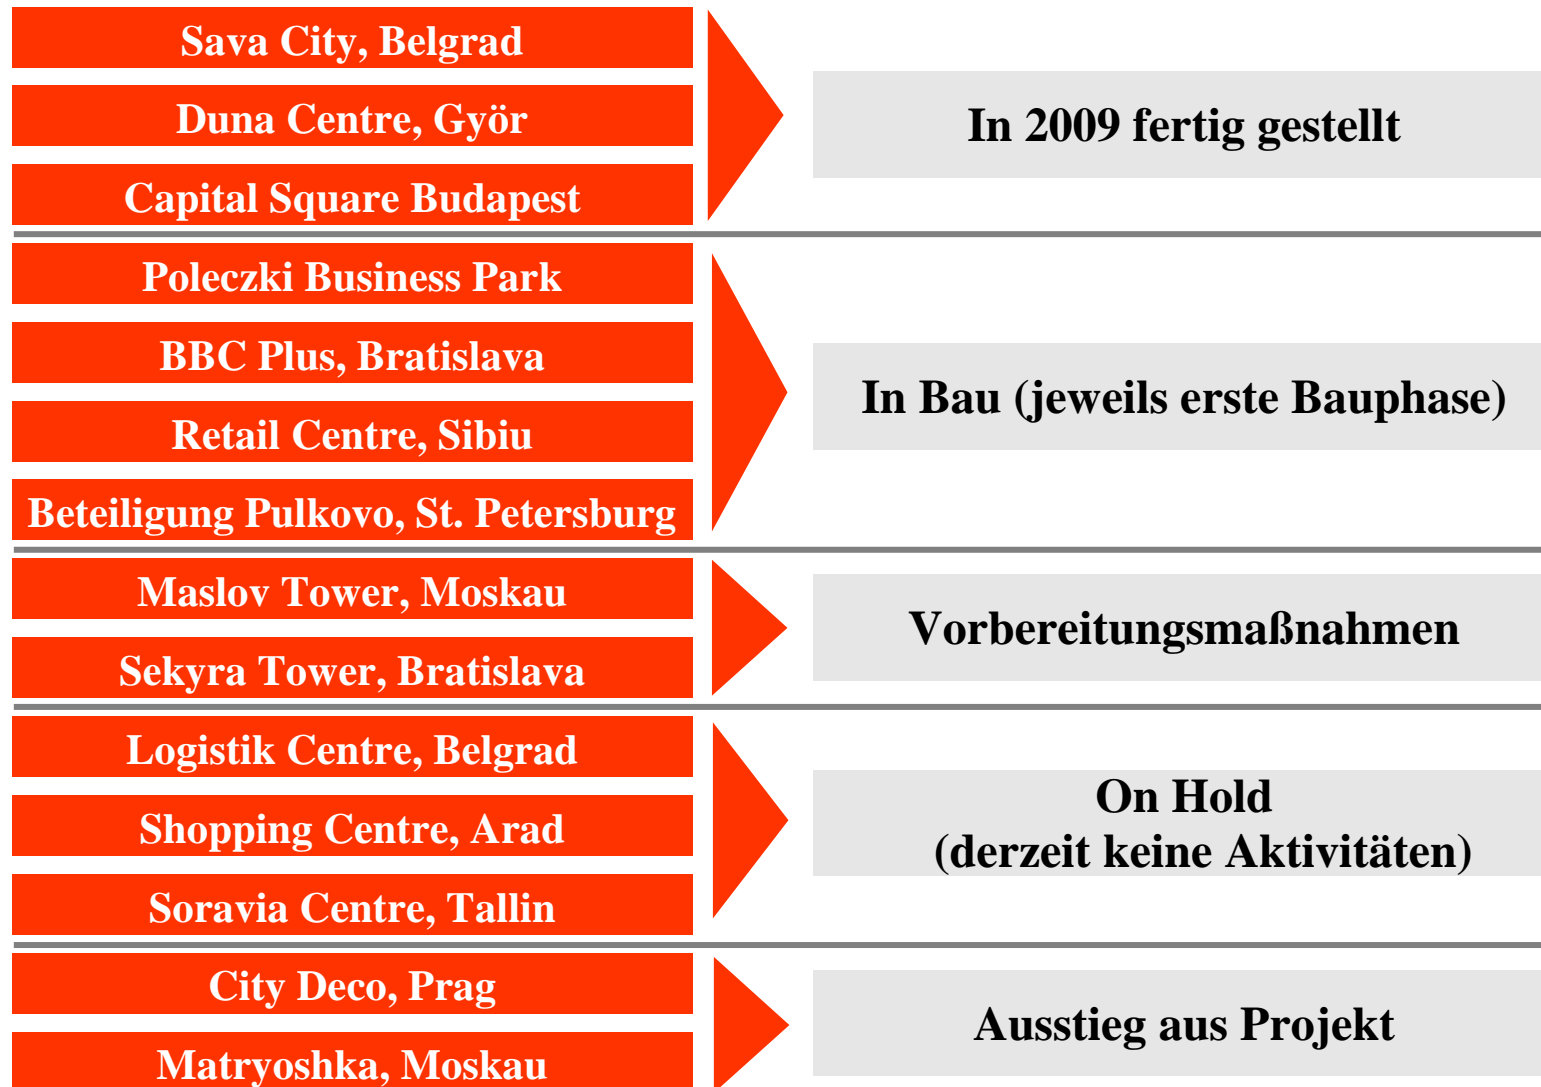 Sava City, Belgrad
Duna Centre, Györ
Capital Square Budapest
In 2009 fertig gestellt
Poleczki Business Park
BBC Plus, Bratislava
Retail Centre, Sibiu
Beteiligung Pulkovo, St. Petersburg
In Bau (jeweils erste Bauphase)
Maslov Tower, Moskau
Sekyra Tower, Bratislava
Vorbereitungsmaßnahmen
Logistik Centre, Belgrad
Shopping Centre, Arad
Soravia Centre, Tallin
On Hold
(derzeit keine Aktivitäten)
City Deco, Prag
Matryoshka, Moskau
Ausstieg aus Projekt